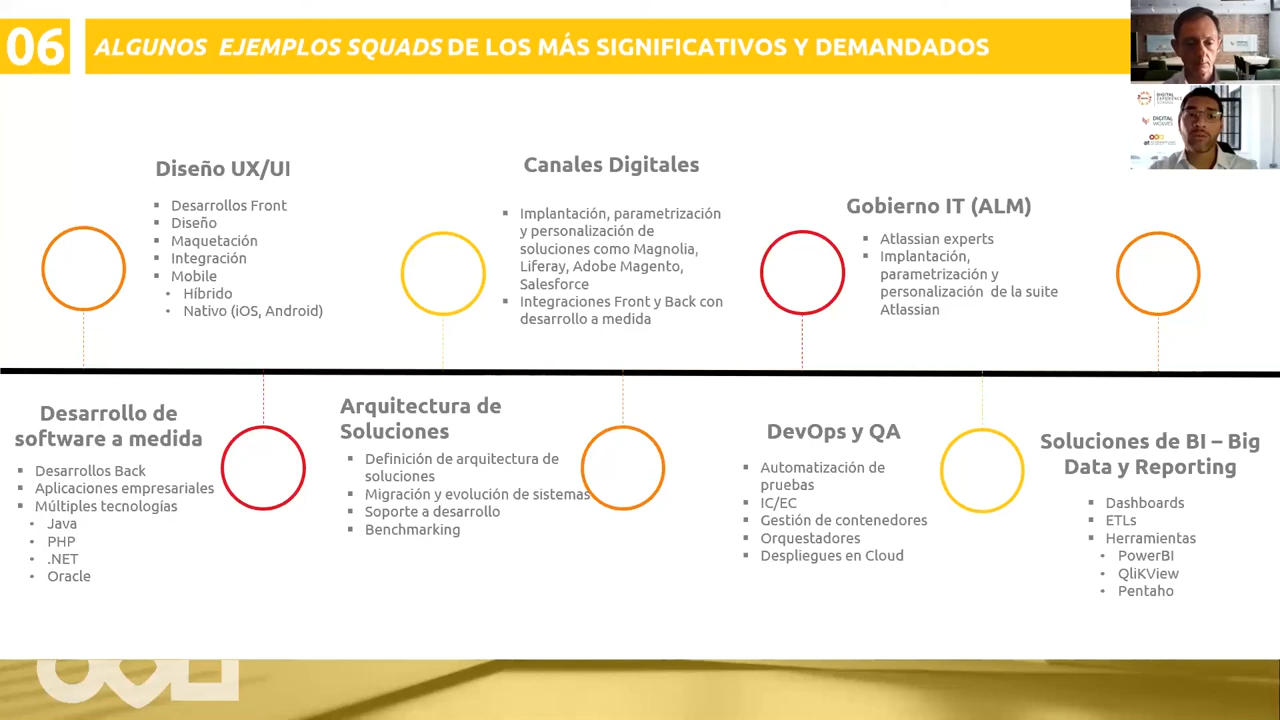 06
ALGUNOS EJEMPLOS SQUADS DE LOS MÁS SIGNIFICATIVOS Y DEMANDADOS
DIGITAL
EXPERIENCE
SCHOOL
DIGITAL
WOLVES
Diseño UX/UI
▪ Desarrollos Front
▪ Diseño
▪ Maquetación
▪ Integración
▪ Mobile
• Híbrido
• Nativo (iOS, Android)
Canales Digitales
▪ Implantación, parametrización
y personalización de
soluciones como Magnolia,
Liferay, Adobe Magento,
Salesforce
▪ Integraciones Front y Back con
desarrollo a medida
Gobierno IT (ALM)
▪ Atlassian experts
▪ Implantación,
parametrización y
personalización de la suite
Atlassian
Desarrollo de
software a medida
▪ Desarrollos Back
▪ Aplicaciones empresariales
▪ Múltiples tecnologías
• Java
• PHP
• .NET
• Oracle
Arquitectura de
Soluciones
▪ Definición de arquitectura de
soluciones
▪ Migración y evolución de sistemas
▪ Soporte a desarrollo
▪ Benchmarking
DevOps y QA
▪ Automatización de
pruebas
▪ IC/EC
▪ Gestión de contenedores
▪ Orquestadores
▪ Despliegues en Cloud
Soluciones de BI – Big
Data y Reporting
▪ Dashboards
▪ ETLs
▪ Herramientas
• PowerBI
• QliKView
• Pentaho